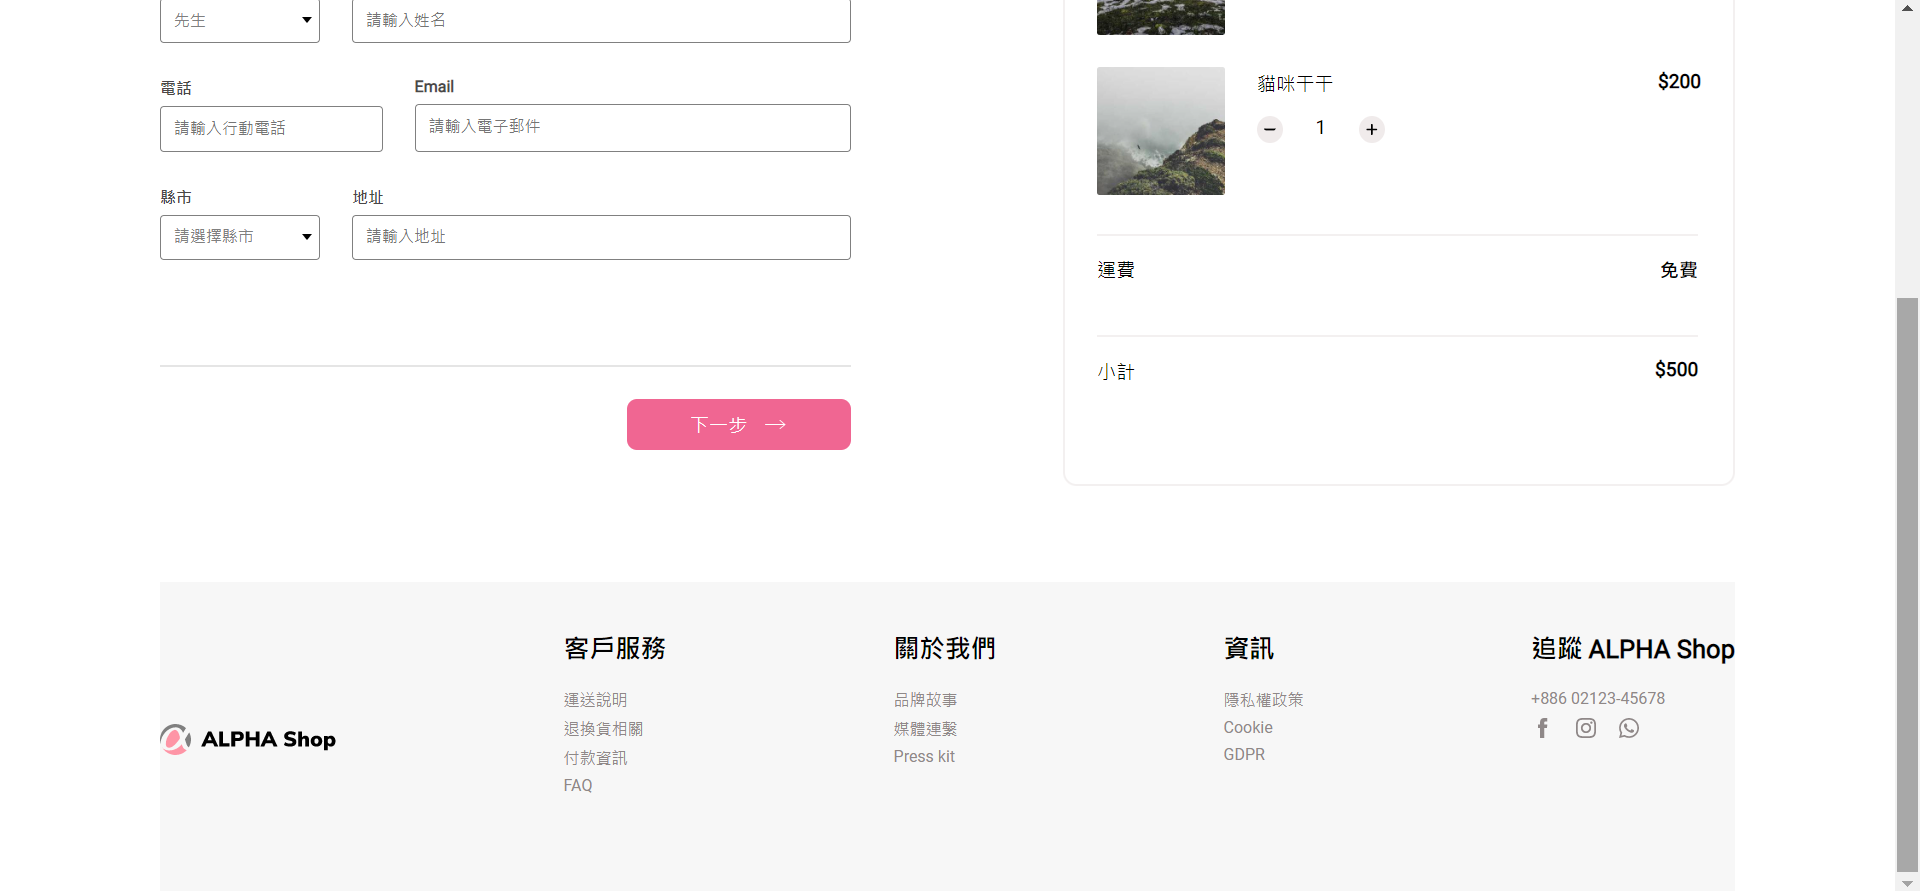 先生
請輸入姓名
電話
Email
請輸入行動電話
請輸入電子郵件
縣市
地址
請選擇縣市
請輸入地址
下一步
貓咪干干
$200
1
運費
免費
小計
$500
ALPHA Shop
客戶服務
運送說明
退換貨相關
付款資訊
FAQ
關於我們
品牌故事
媒體連繫
Press kit
資訊
隱私權政策
Cookie
GDPR
追蹤 ALPHA Shop
+886 02123-45678